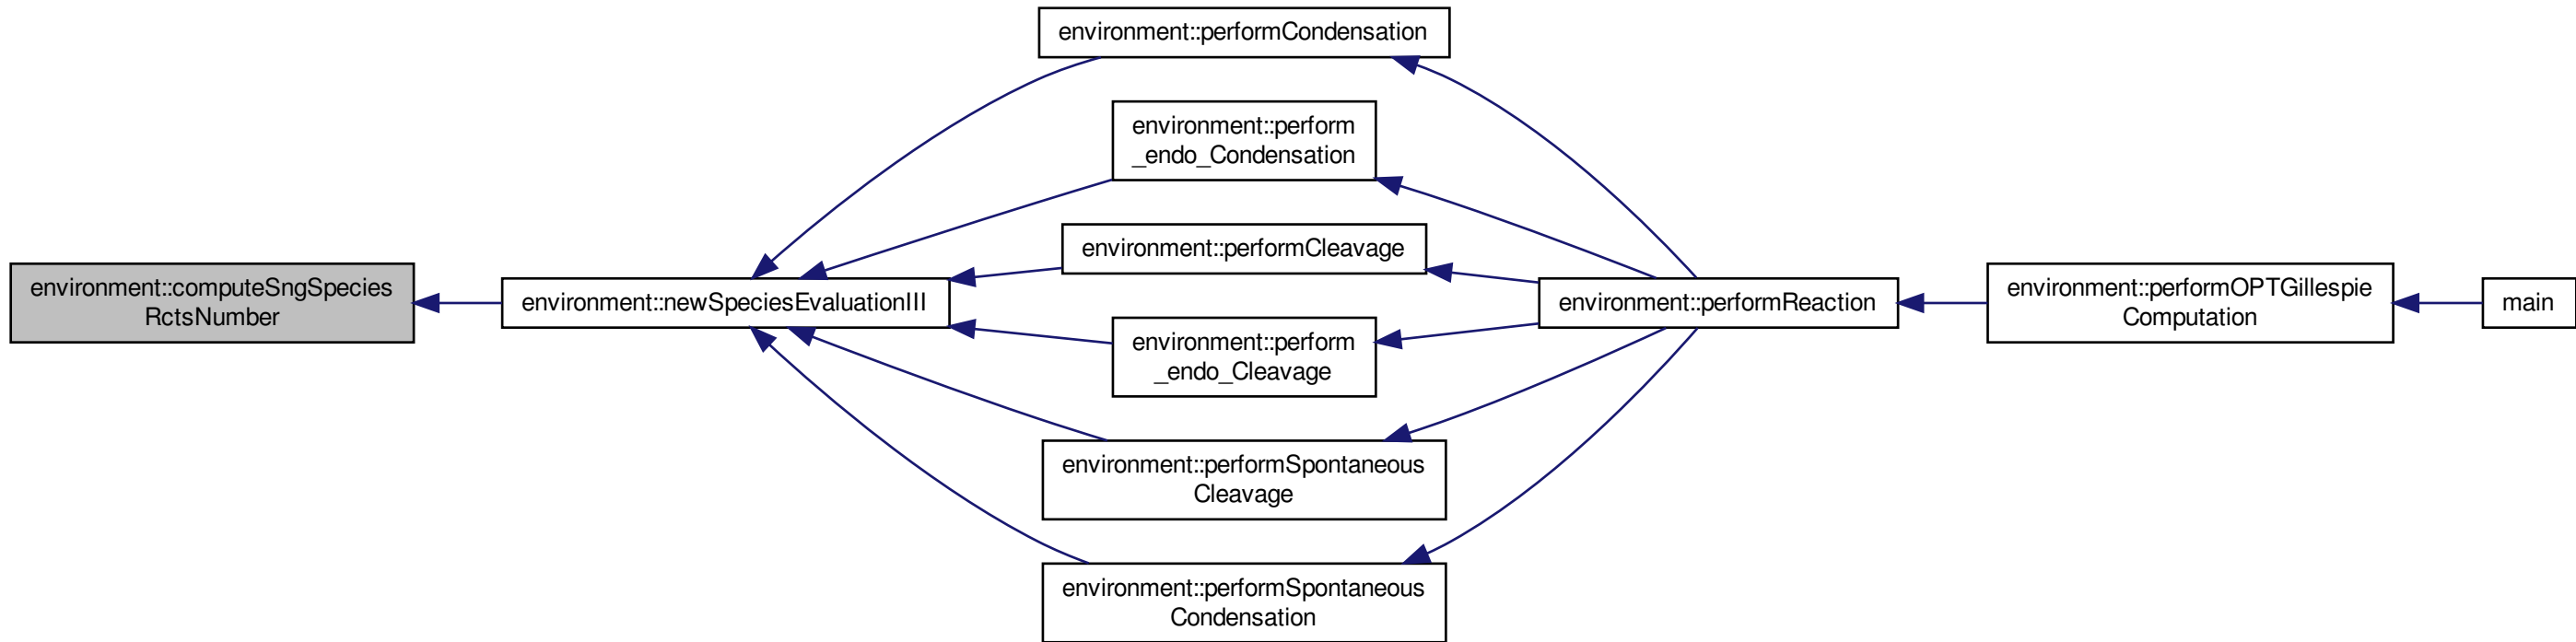 environment::computeSngSpecies
RctsNumber
environment::newSpeciesEvaluationIII
environment::performCondensation
environment::perform
_endo_Condensation
environment::performCleavage
environment::perform
_endo_Cleavage
environment::performSpontaneous
Cleavage
environment::performSpontaneous
Condensation
environment::performReaction
environment::performOPTGillespie
Computation
main